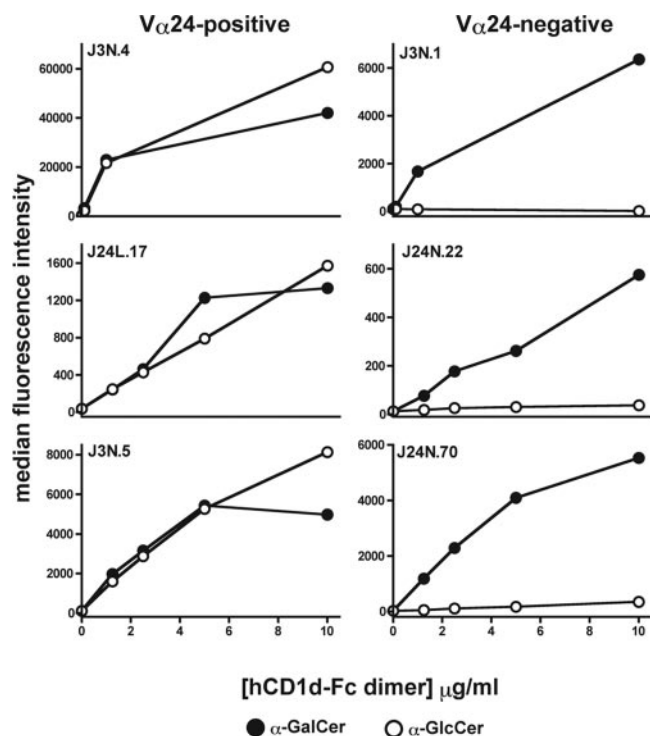 Vα24-positive Vα24-negative
J3N.4
60000
40000
20000
0
J3N.1
6000
4000
2000
0
J24L.17
1600
1200
800
400
0
J24N.22
600
400
200
0
J3N.5
8000
6000
4000
2000
0
0 2 4 6 8 10
J24N.70
6000
4000
2000
0
0 2 4 6 8 10
median fluorescence intensity
[hCD1d-Fc dimer] μg/ml
α-GalCer α-GlcCer